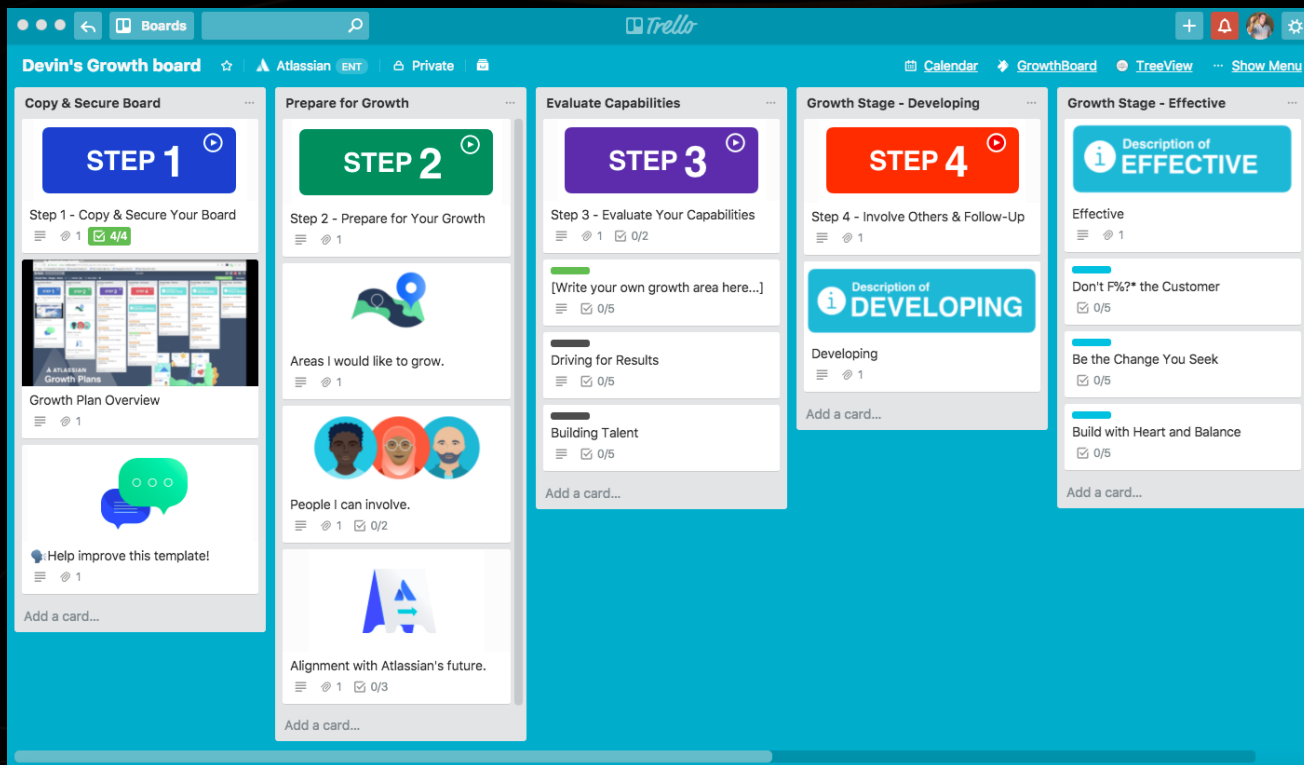 Boards
Trello
Devin's Growth board
Atlassian ENT
Private
Calendar
GrowthBoard
TreeView
Show Menu
Copy & Secure Board
STEP 1
Step 1 - Copy & Secure Your Board
1 4/4
ATLASSIAN
Growth Plans
Growth Plan Overview
1
Help improve this template!
1
Add a card...
Prepare for Growth
STEP 2
Step 2 - Prepare for Your Growth
1
Areas I would like to grow.
1
People I can involve.
1 0/2
Alignment with Atlassian's future.
1 0/3
Add a card...
Evaluate Capabilities
STEP 3
Step 3 - Evaluate Your Capabilities
1 0/2
[Write your own growth area here...]
0/5
Driving for Results
0/5
Building Talent
0/5
Add a card...
Growth Stage - Developing
STEP 4
Step 4 - Involve Others & Follow-Up
1
Description of
DEVELOPING
Developing
1
Add a card...
Growth Stage - Effective
Description of
EFFECTIVE
Effective
1
Don't F%?* the Customer
0/5
Be the Change You Seek
0/5
Build with Heart and Balance
0/5
Add a card...